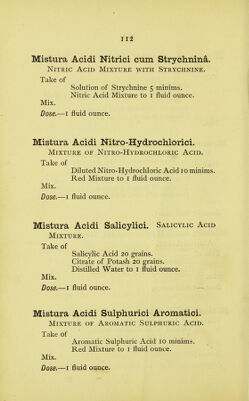 112
Mistura Acidi Nitrici cum Strychninâ.
Nitric Acid Mixture with Strychnine.
Take of
Solution of Strychnine 5 minims.
Nitric Acid Mixture to 1 fluid ounce.
Mix.
Dose.—1 fluid ounce.
Mistura Acidi Nitro-Hydrochlorici.
Mixture of Nitro-Hydrochloric Acid.
Take of
Diluted Nitro-Hydrochloric Acid 10 minims.
Red Mixture to 1 fluid ounce.
Mix.
Dose.—1 fluid ounce.
Mistura Acidi Salicylici. Salicylic Acid
Mixture.
Take of
Salicylic Acid 20 grains.
Citrate of Potash 20 grains.
Distilled Water to 1 fluid ounce.
Mix.
Dose.—1 fluid ounce.
Mistura Acidi Sulphurici Aromatici.
Mixture of Aromatic Sulphuric Acid.
Take of
Aromatic Sulphuric Acid 10 minims.
Red Mixture to 1 fluid ounce.
Mix.
Dose.—1 fluid ounce.